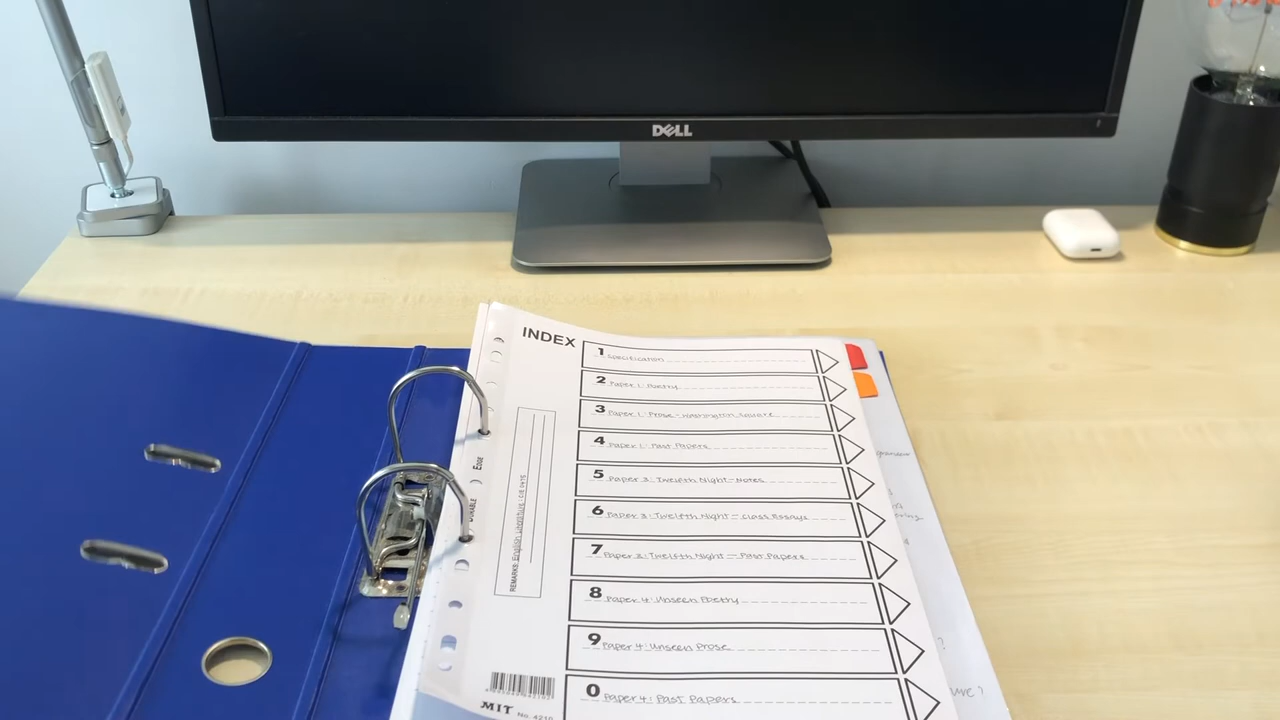 DELL
INDEX
1 Specification
2 Paper 1: Poetry
3 Paper 1: Prose - Washington Square
4 Paper 1: Past Papers
5 Paper 3: Twelfth Night - Notes
6 Paper 3: Twelfth Night - Class Essays
7 Paper 3: Twelfth Night - Past Papers
8 Paper 4: Unseen Poetry
9 Paper 4: Unseen Prose
0 Paper 4: Past Papers
EDGE
REMARKS: English Literature:
MIT No. 4210